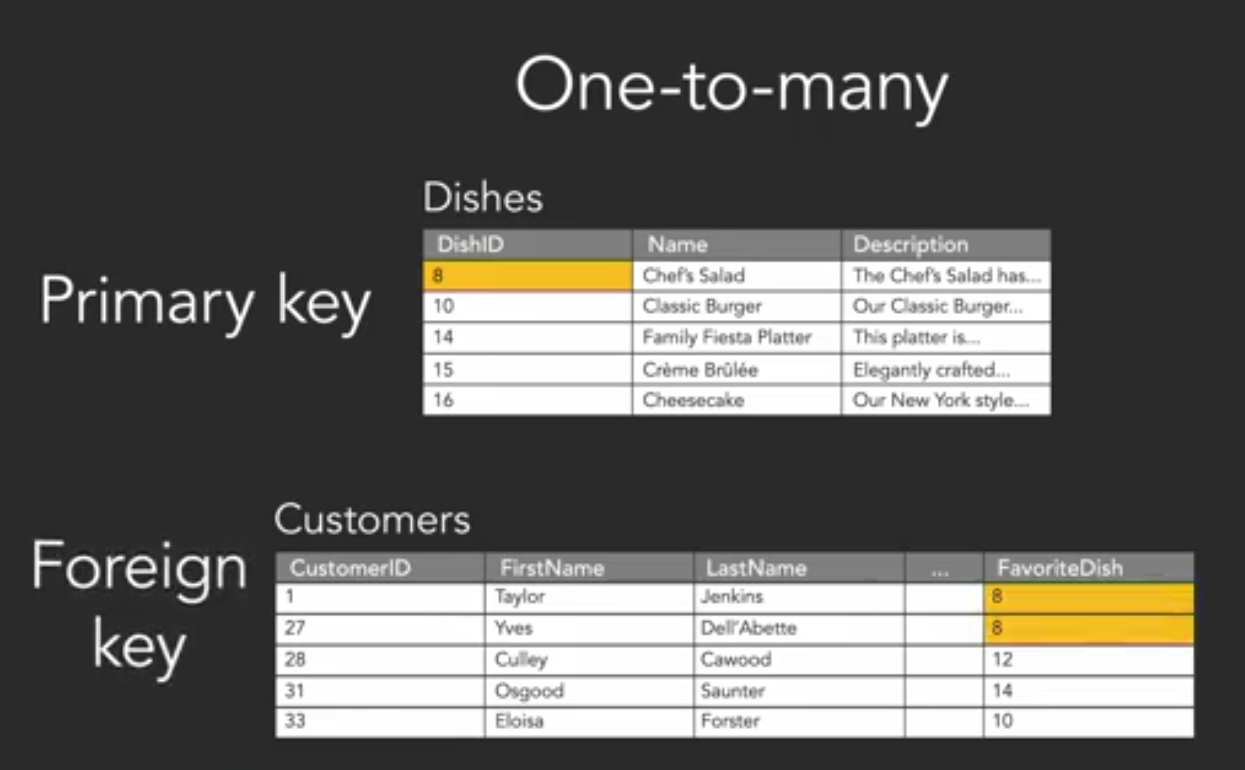 One-to-many
Dishes
Primary key
DishID Name Description
8 Chef's Salad The Chef's Salad has...
10 Classic Burger Our Classic Burger...
14 Family Fiesta Platter This platter is...
15 Crème Brûlée Elegantly crafted...
16 Cheesecake Our New York style...
Customers
Foreign
key
CustomerID FirstName LastName ... FavoriteDish
1 Taylor Jenkins 8
27 Yves Dell'Abette 8
28 Culley Cawood 12
31 Osgood Saunter 14
33 Eloisa Forster 10